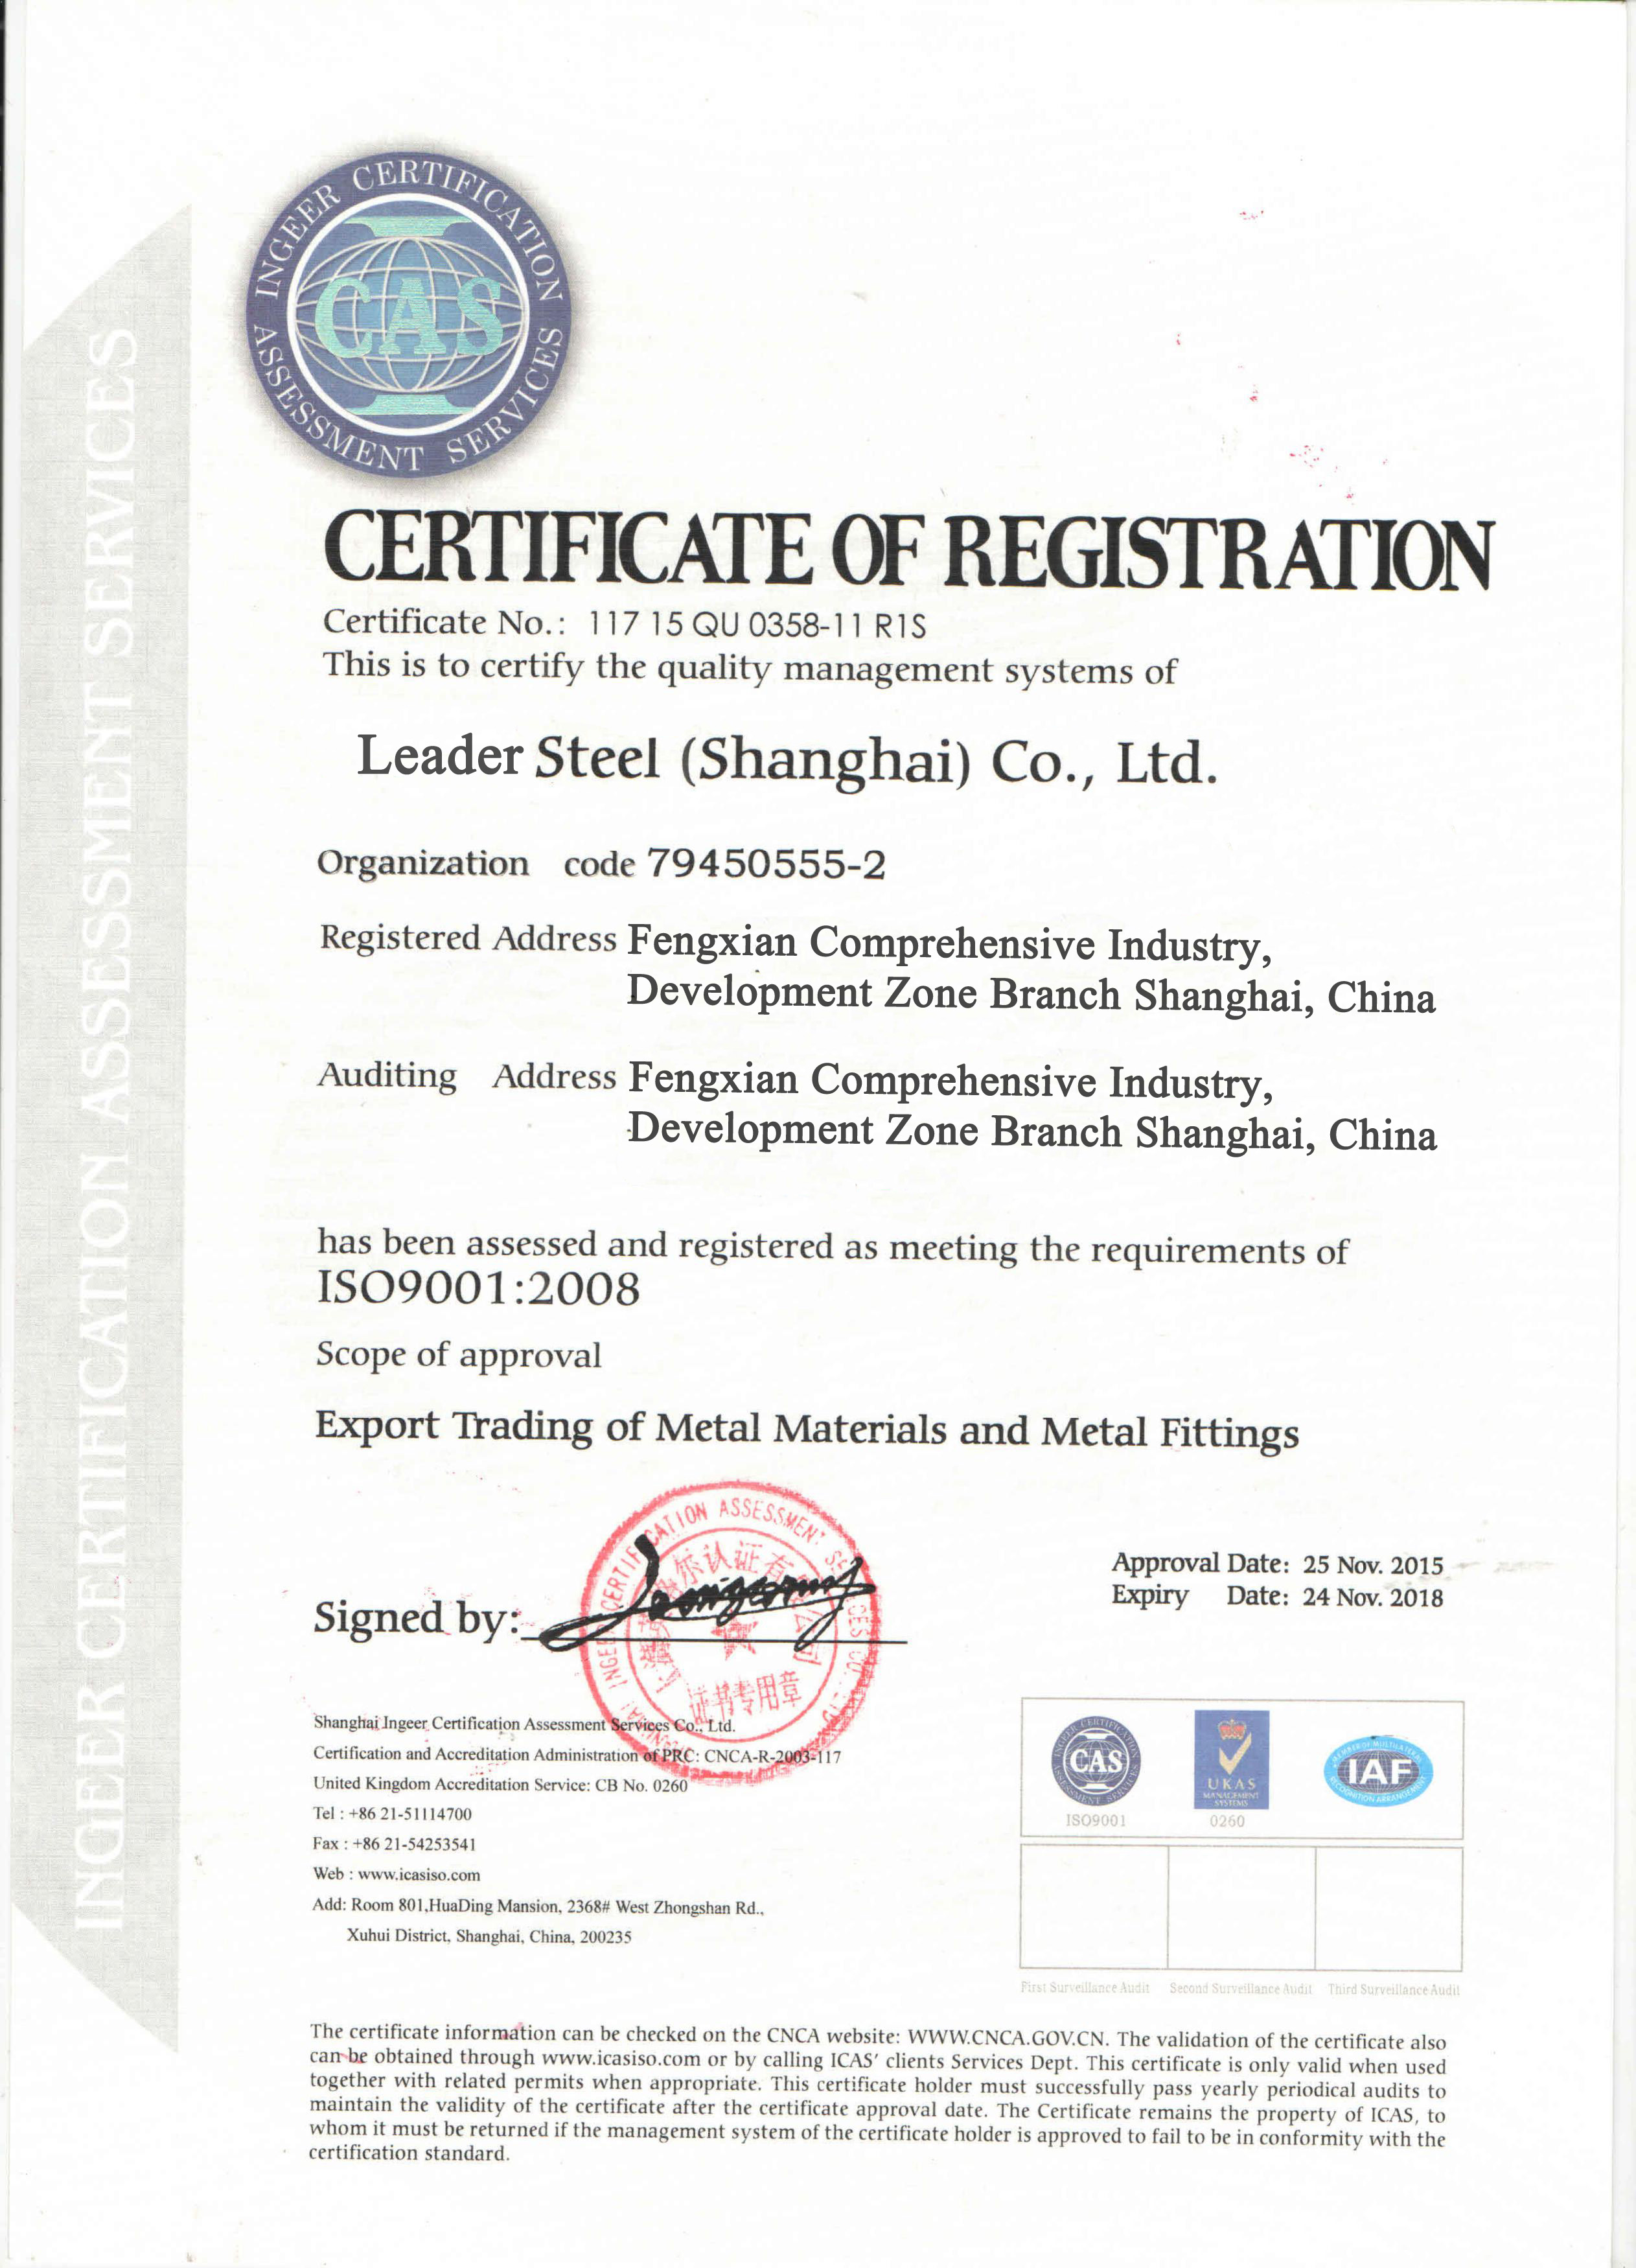 INGEER CERTIFICATION ASSESSMENT SERVICES
INGEER CERTIFICATION
CAS
ASSESSMENT SERVICES
CERTIFICATE OF REGISTRATION
Certificate No.: 117 15 QU 0358-11 R1S
This is to certify the quality management systems of
Leader Steel (Shanghai) Co., Ltd.
Organization code 79450555-2
Registered Address Fengxian Comprehensive Industry,
Development Zone Branch Shanghai, China
Auditing Address Fengxian Comprehensive Industry,
Development Zone Branch Shanghai, China
has been assessed and registered as meeting the requirements of
ISO9001:2008
Scope of approval
Export Trading of Metal Materials and Metal Fittings
Approval Date: 25 Nov. 2015
Expiry Date: 24 Nov. 2018
Signed by:
INGEER CERTIFICATION ASSESSMENT
尔认证有
公司
证书专用章
Shanghai Ingeer Certification Assessment Services Co., Ltd.
Certification and Accreditation Administration of PRC: CNCA-R-2003-117
United Kingdom Accreditation Service: CB No. 0260
Tel : +86 21-51114700
Fax : +86 21-54253541
Web : www.icasiso.com
Add: Room 801,HuaDing Mansion, 2368# West Zhongshan Rd.,
Xuhui District, Shanghai, China, 200235
INGEER CERTIFICATION
CAS
ASSESSMENT SERVICES
ISO9001
UKAS
MANAGEMENT
SYSTEMS
0260
MEMBER OF MULTILATERAL
IAF
RECOGNITION ARRANGEMENT
First Surveillance Audit Second Surveillance Audit Third Surveillance Audit
The certificate information can be checked on the CNCA website: WWW.CNCA.GOV.CN. The validation of the certificate also
can be obtained through www.icasiso.com or by calling ICAS' clients Services Dept. This certificate is only valid when used
together with related permits when appropriate. This certificate holder must successfully pass yearly periodical audits to
maintain the validity of the certificate after the certificate approval date. The Certificate remains the property of ICAS, to
whom it must be returned if the management system of the certificate holder is approved to fail to be in conformity with the
certification standard.